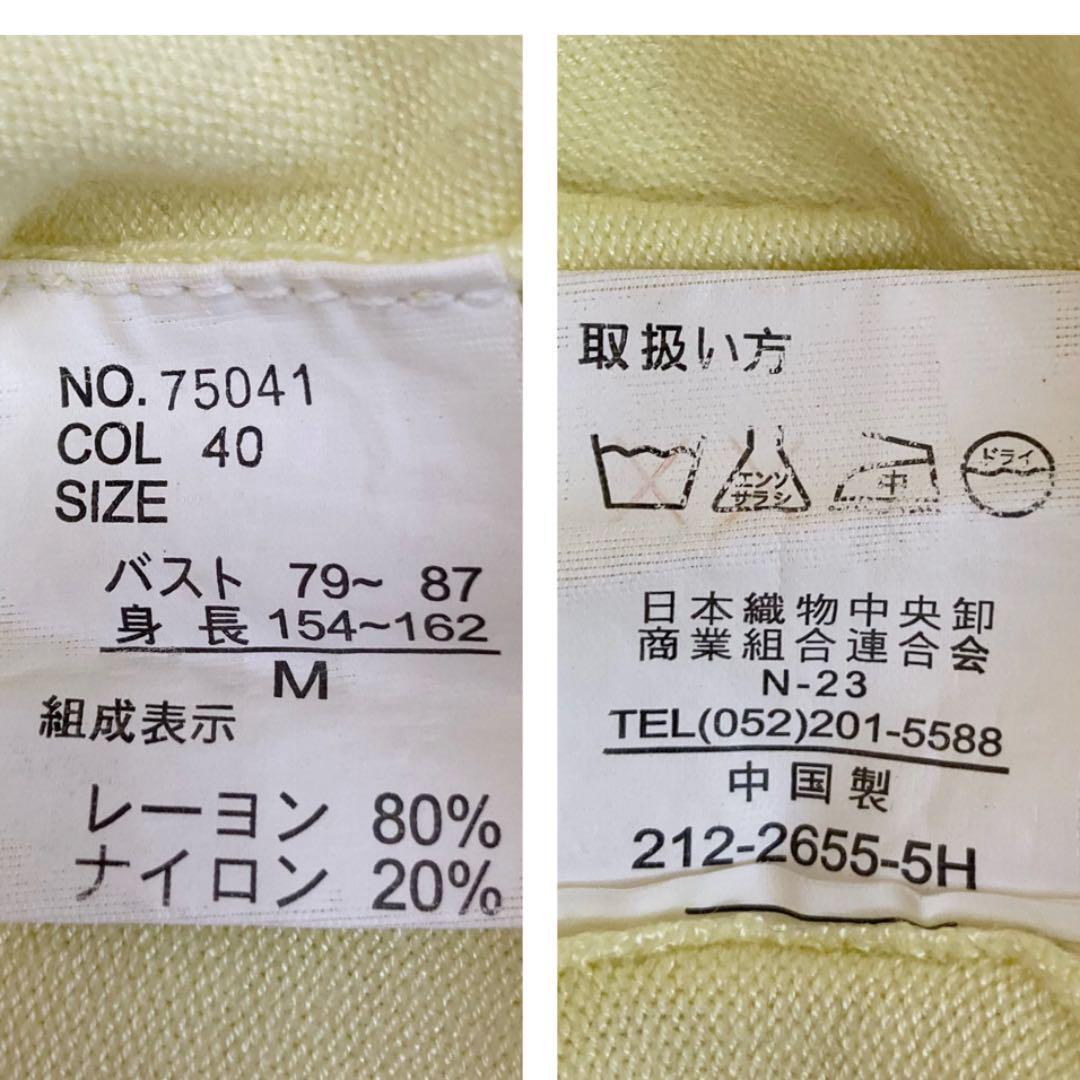 NO. 75041
COL 40
SIZE
バスト 79~ 87
身 長 154~162
M
組成表示
レーヨン 80%
ナイロン 20%
取扱い方
エンソ
サラシ
中
ドライ
日本織物中央卸
商業組合連合会
N-23
TEL(052)201-5588
中国製
212-2655-5H